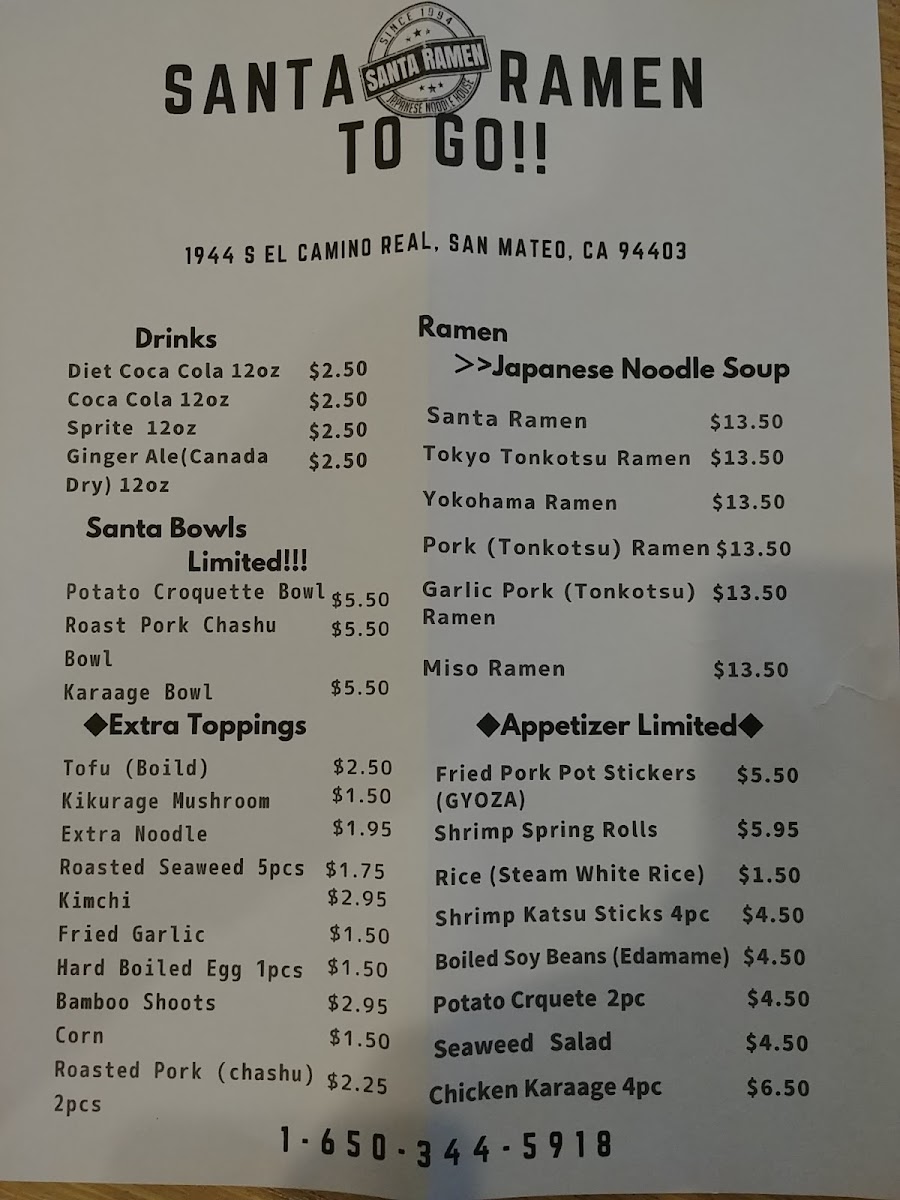 SINCE 1994
SANTA RAMEN
JAPANESE NOODLE HOUSE
SANTA RAMEN
TO GO!!
1944 S EL CAMINO REAL, SAN MATEO, CA 94403
Drinks
Diet Coca Cola 12oz $2.50
Coca Cola 12oz $2.50
Sprite 12oz $2.50
Ginger Ale(Canada $2.50
Dry) 12oz
Santa Bowls
Limited!!!
Potato Croquette Bowl $5.50
Roast Pork Chashu $5.50
Bowl
Karaage Bowl $5.50
◆Extra Toppings
Tofu (Boild) $2.50
Kikurage Mushroom $1.50
Extra Noodle $1.95
Roasted Seaweed 5pcs $1.75
Kimchi $2.95
Fried Garlic $1.50
Hard Boiled Egg 1pcs $1.50
Bamboo Shoots $2.95
Corn $1.50
Roasted Pork (chashu) $2.25
2pcs
Ramen
>>Japanese Noodle Soup
Santa Ramen $13.50
Tokyo Tonkotsu Ramen $13.50
Yokohama Ramen $13.50
Pork (Tonkotsu) Ramen $13.50
Garlic Pork (Tonkotsu) $13.50
Ramen
Miso Ramen $13.50
◆Appetizer Limited◆
Fried Pork Pot Stickers $5.50
(GYOZA)
Shrimp Spring Rolls $5.95
Rice (Steam White Rice) $1.50
Shrimp Katsu Sticks 4pc $4.50
Boiled Soy Beans (Edamame) $4.50
Potato Crquete 2pc $4.50
Seaweed Salad $4.50
Chicken Karaage 4pc $6.50
1-650-344-5918